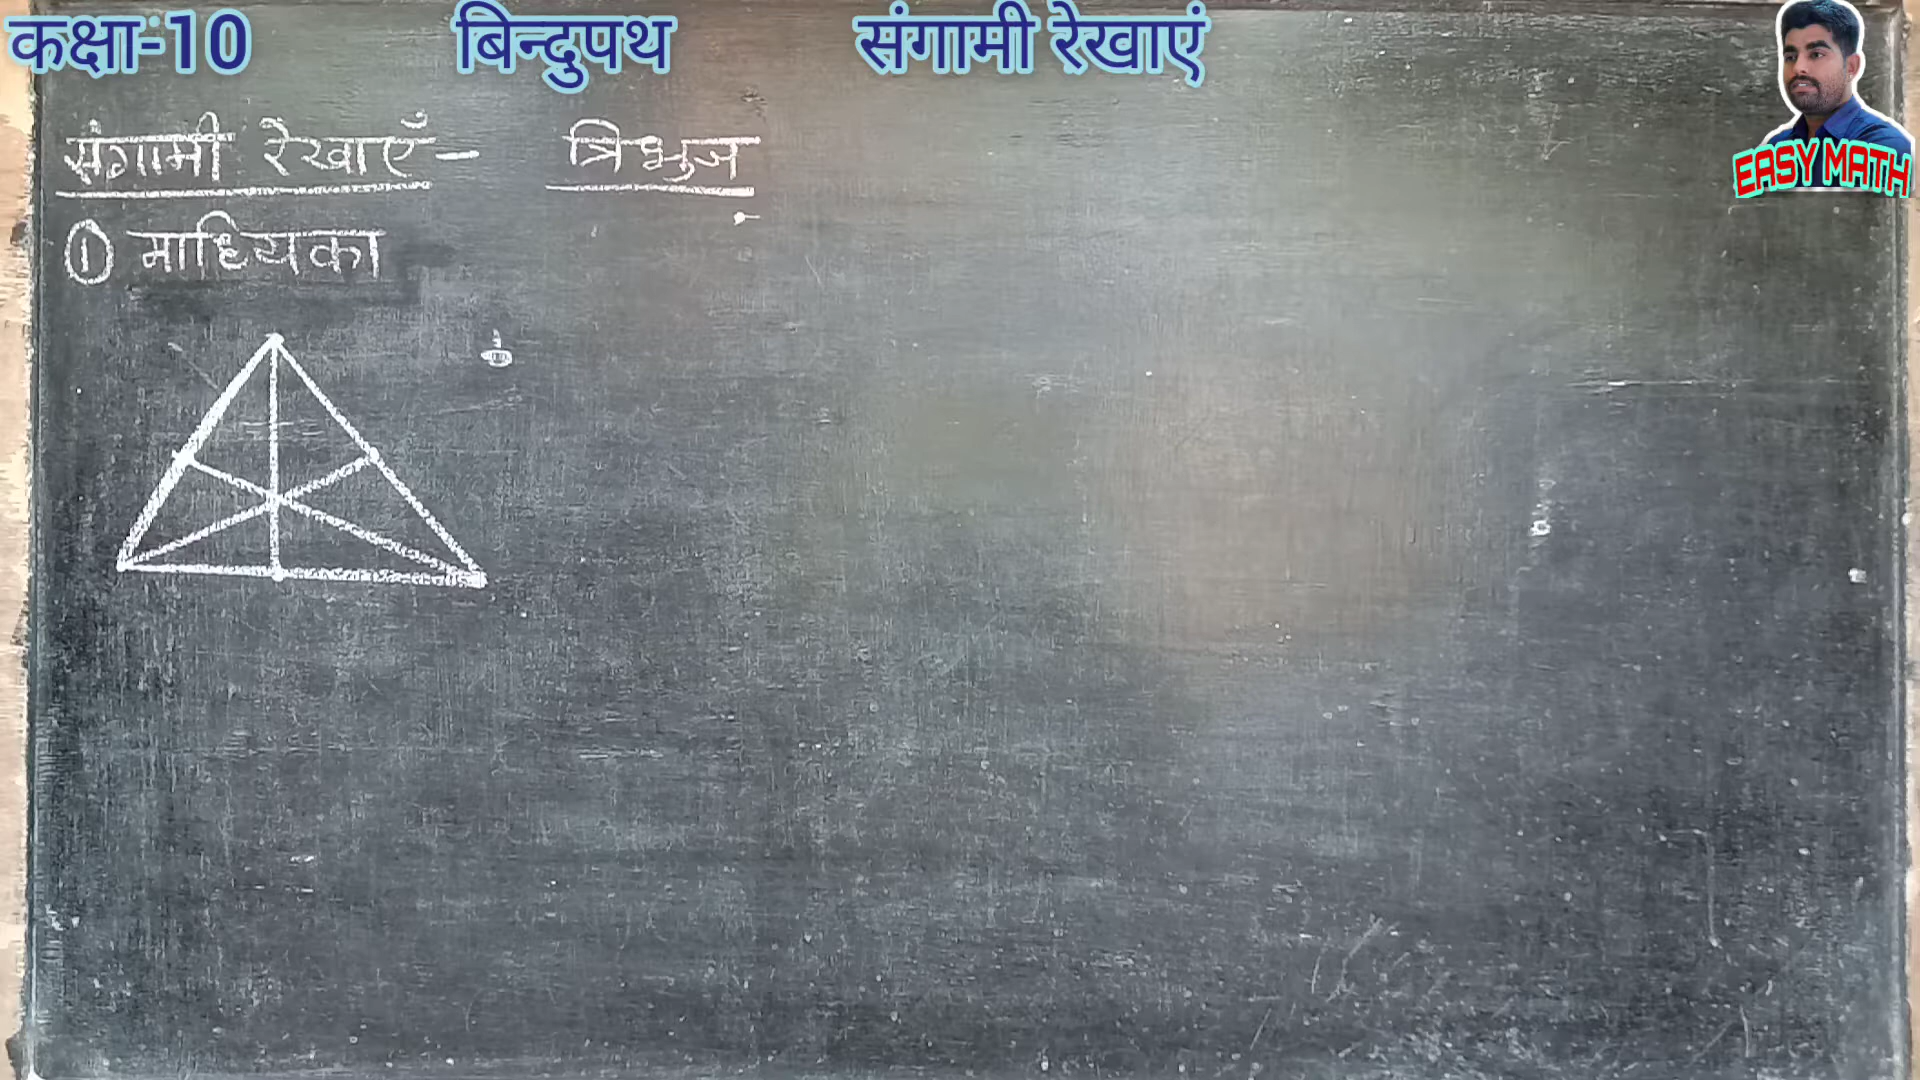 कक्षा-10 बिन्दुपथ संगामी रेखाएं
EASY MATH
संगामी रेखाएँ - त्रिभुज
① माध्यिका